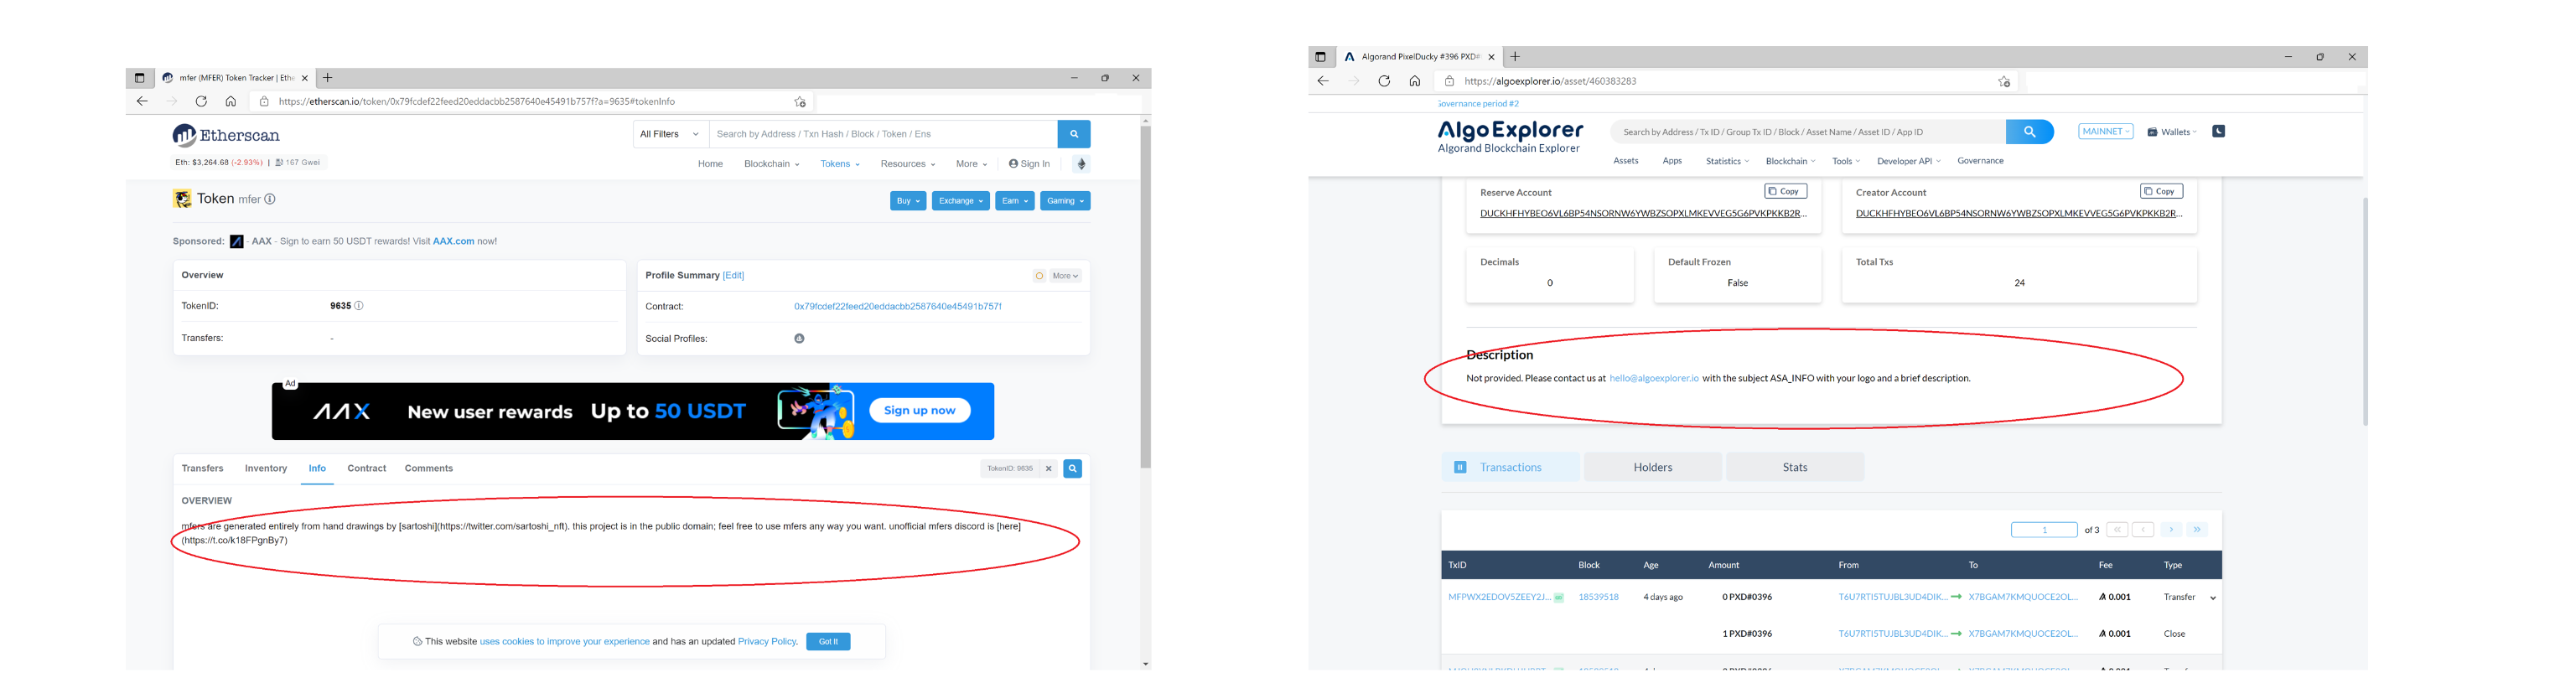 mfer (MFER) Token Tracker | Ethe
https://etherscan.io/token/0x79fcdef22feed20eddacbb2587640e45491b757f?a=9635#tokenInfo
Etherscan
All Filters
Search by Address / Txn Hash / Block / Token / Ens
Eth: $3,264.68 (-2.93%) | 167 Gwei
Home Blockchain Tokens Resources More Sign In
Token mfer
Buy Exchange Earn Gaming
Sponsored: - AAX - Sign to earn 50 USDT rewards! Visit AAX.com now!
Overview
TokenID: 9635
Transfers: -
Profile Summary [Edit]
More
Contract: 0x79fcdef22feed20eddacbb2587640e45491b757f
Social Profiles:
Ad
AAX New user rewards Up to 50 USDT Sign up now
Transfers Inventory Info Contract Comments
TokenID: 9635
OVERVIEW
mfers are generated entirely from hand drawings by [sartoshi](https://twitter.com/sartoshi_nft). this project is in the public domain; feel free to use mfers any way you want. unofficial mfers discord is [here]
(https://t.co/k18FPgnBy7)
This website uses cookies to improve your experience and has an updated Privacy Policy. Got It
Algorand PixelDucky #396 PXD#
https://algoexplorer.io/asset/460383283
Governance period #2
AlgoExplorer
Algorand Blockchain Explorer
Search by Address / Tx ID / Group Tx ID / Block / Asset Name / Asset ID / App ID
MAINNET
Wallets
Assets Apps Statistics Blockchain Tools Developer API Governance
Reserve Account Copy
DUCKHFHYBEO6VL6BP54NSORNW6YWBZSOPXLMKEVVEG5G6PVKPKKB2R...
Creator Account Copy
DUCKHFHYBEO6VL6BP54NSORNW6YWBZSOPXLMKEVVEG5G6PVKPKKB2R...
Decimals
0
Default Frozen
False
Total Txs
24
Description
Not provided. Please contact us at hello@algoexplorer.io with the subject ASA_INFO with your logo and a brief description.
Transactions Holders Stats
1 of 3
TxID Block Age Amount From To Fee Type
MFPWX2EDOV5ZEEY2J... 18539518 4 days ago 0 PXD#0396 T6U7RTI5TUJBL3UD4DIK... X7BGAM7KMQUOCE2OL... 0.001 Transfer
1 PXD#0396 T6U7RTI5TUJBL3UD4DIK... X7BGAM7KMQUOCE2OL... 0.001 Close